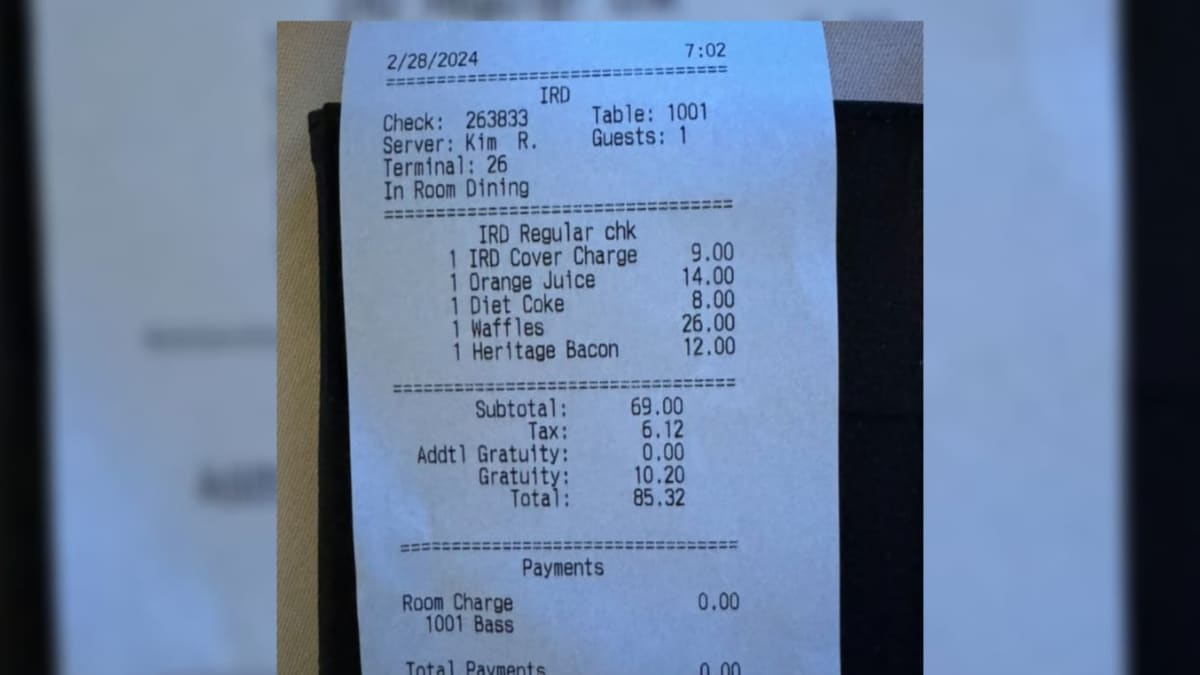 2/28/2024 7:02
==================================
IRD
Check: 263833 Table: 1001
Server: Kim R. Guests: 1
Terminal: 26
In Room Dining
==================================
IRD Regular chk
1 IRD Cover Charge 9.00
1 Orange Juice 14.00
1 Diet Coke 8.00
1 Waffles 26.00
1 Heritage Bacon 12.00
==================================
Subtotal: 69.00
Tax: 6.12
Addtl Gratuity: 0.00
Gratuity: 10.20
Total: 85.32
==================================
Payments
Room Charge 0.00
1001 Bass
Total Payments 0.00